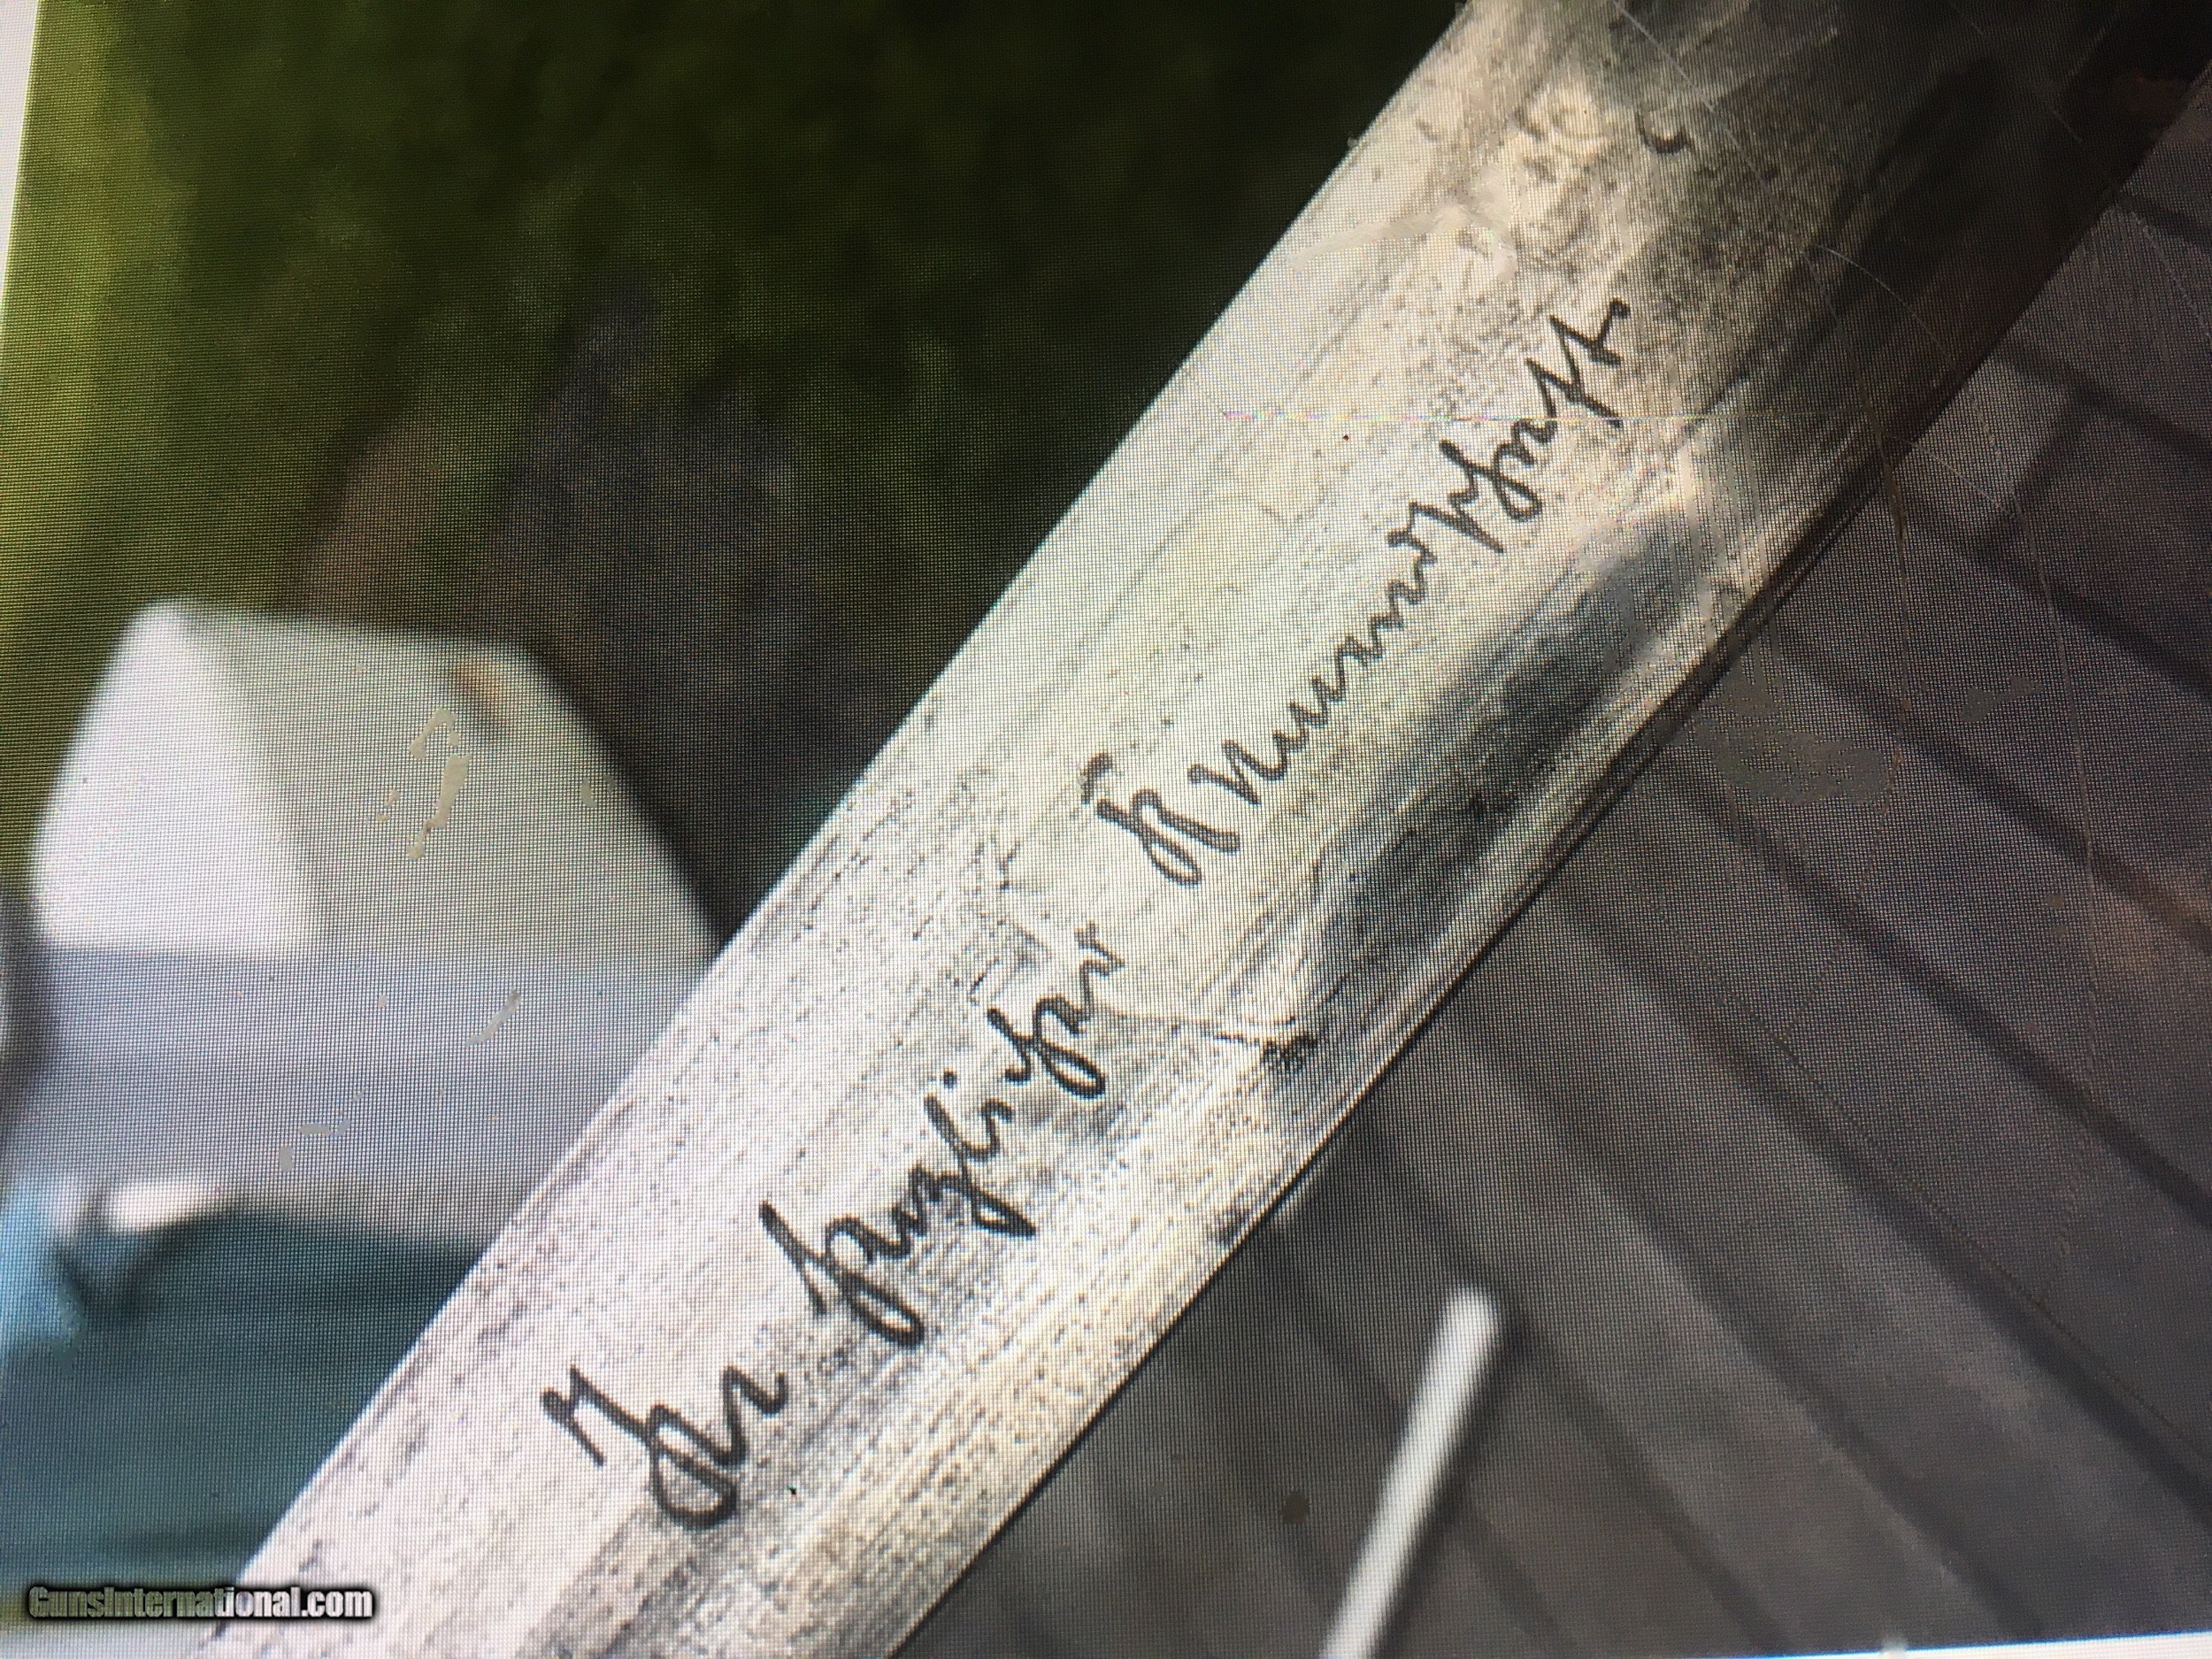 In herzlicher Kameradschaft
GunsInternational.com